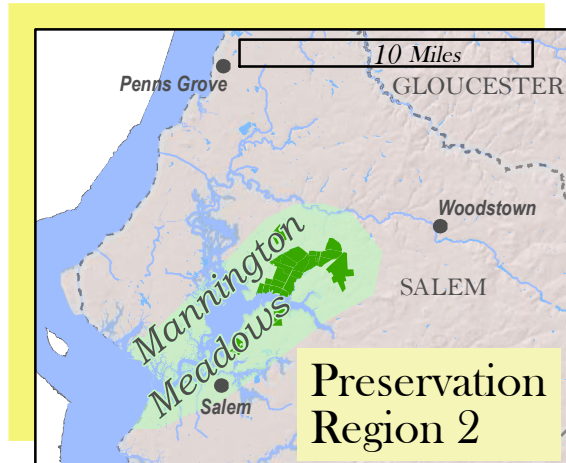 10 Miles
Penns Grove
GLOUCESTER
Woodstown
Mannington
Meadows
SALEM
Salem
Preservation
Region 2